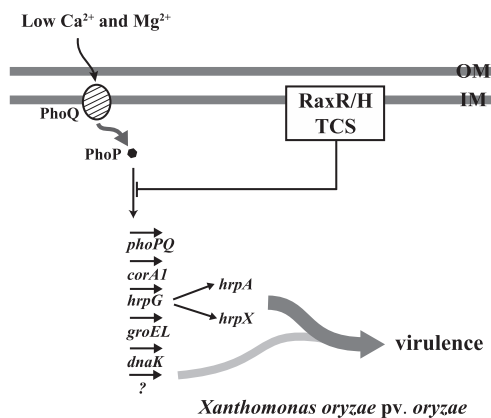 Low Ca²⁺ and Mg²⁺
OM
IM
PhoQ
RaxR/H
TCS
PhoP
phoPQ
corA1
hrpG
hrpA
hrpX
groEL
dnaK
?
virulence
Xanthomonas oryzae pv. oryzae